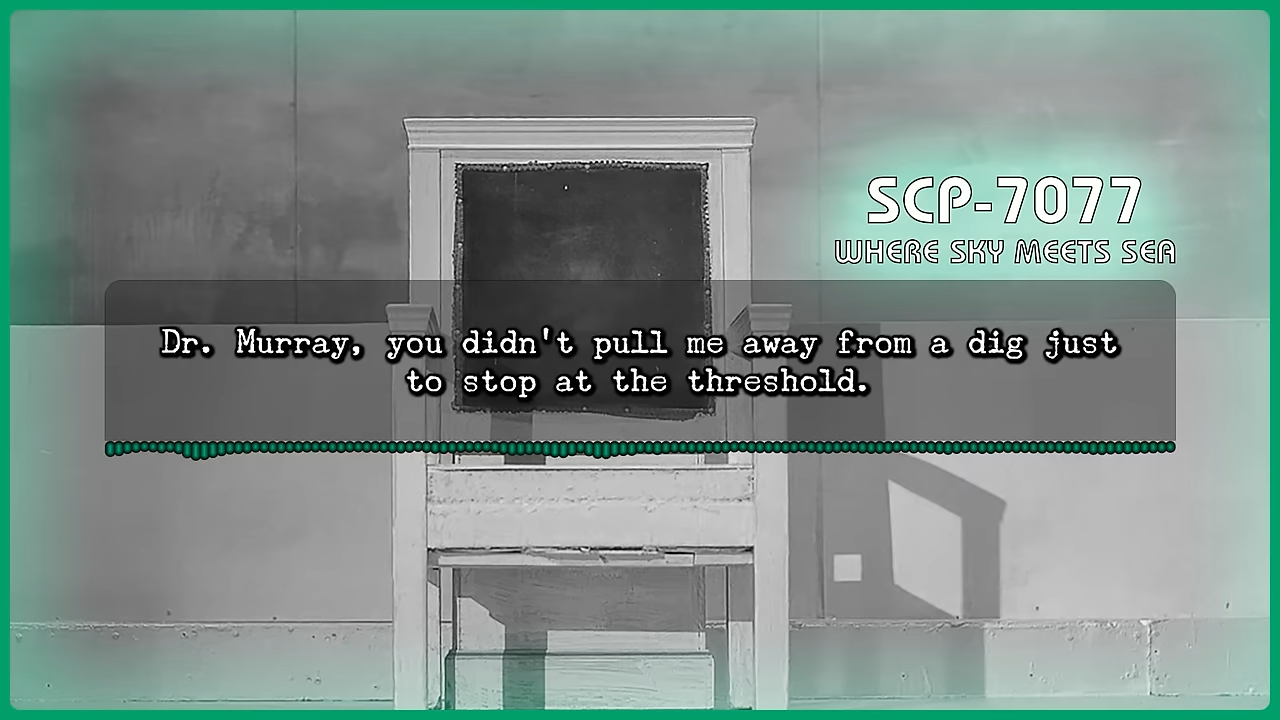 SCP-7077
WHERE SKY MEETS SEA
Dr. Murray, you didn't pull me away from a dig just
to stop at the threshold.